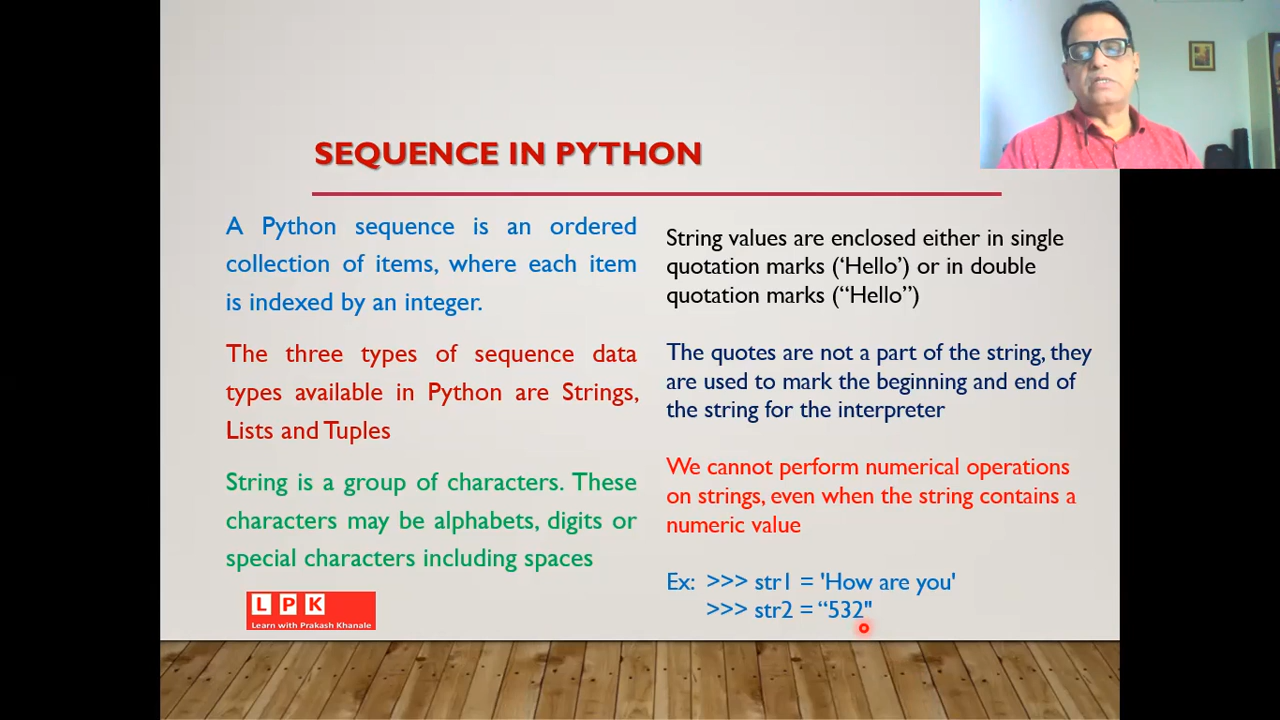 SEQUENCE IN PYTHON
A Python sequence is an ordered
collection of items, where each item
is indexed by an integer.
The three types of sequence data
types available in Python are Strings,
Lists and Tuples
String is a group of characters. These
characters may be alphabets, digits or
special characters including spaces
L P K
Learn with Prakash Khanale
String values are enclosed either in single
quotation marks (‘Hello’) or in double
quotation marks (“Hello”)
The quotes are not a part of the string, they
are used to mark the beginning and end of
the string for the interpreter
We cannot perform numerical operations
on strings, even when the string contains a
numeric value
Ex: >>> str1 = 'How are you'
>>> str2 = “532"